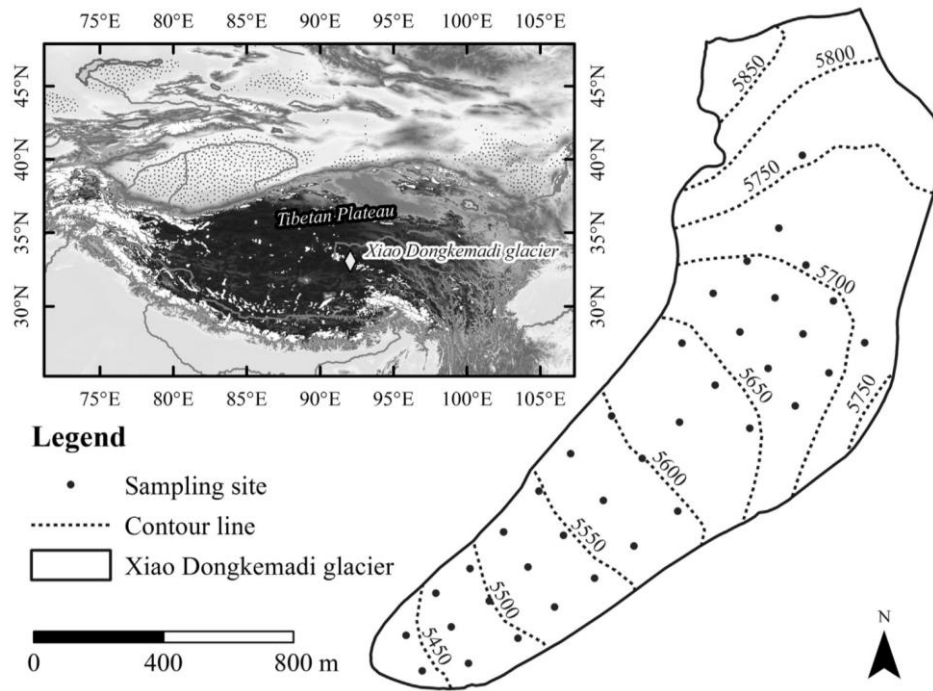 75°E 80°E 85°E 90°E 95°E 100°E 105°E
45°N 45°N
40°N 40°N
35°N 35°N
30°N 30°N
Tibetan Plateau
Xiao Dongkemadi glacier
75°E 80°E 85°E 90°E 95°E 100°E 105°E
5850
5800
5750
5700
5650
5750
5600
5550
5500
5450
Legend
Sampling site
Contour line
Xiao Dongkemadi glacier
0 400 800 m
N